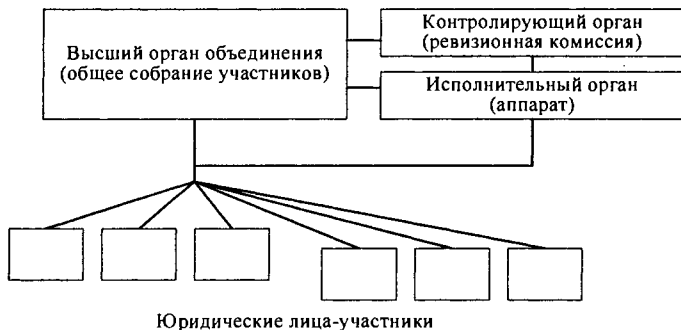 Высший орган объединения
(общее собрание участников)
Контролирующий орган
(ревизионная комиссия)
Исполнительный орган
(аппарат)
Юридические лица-участники